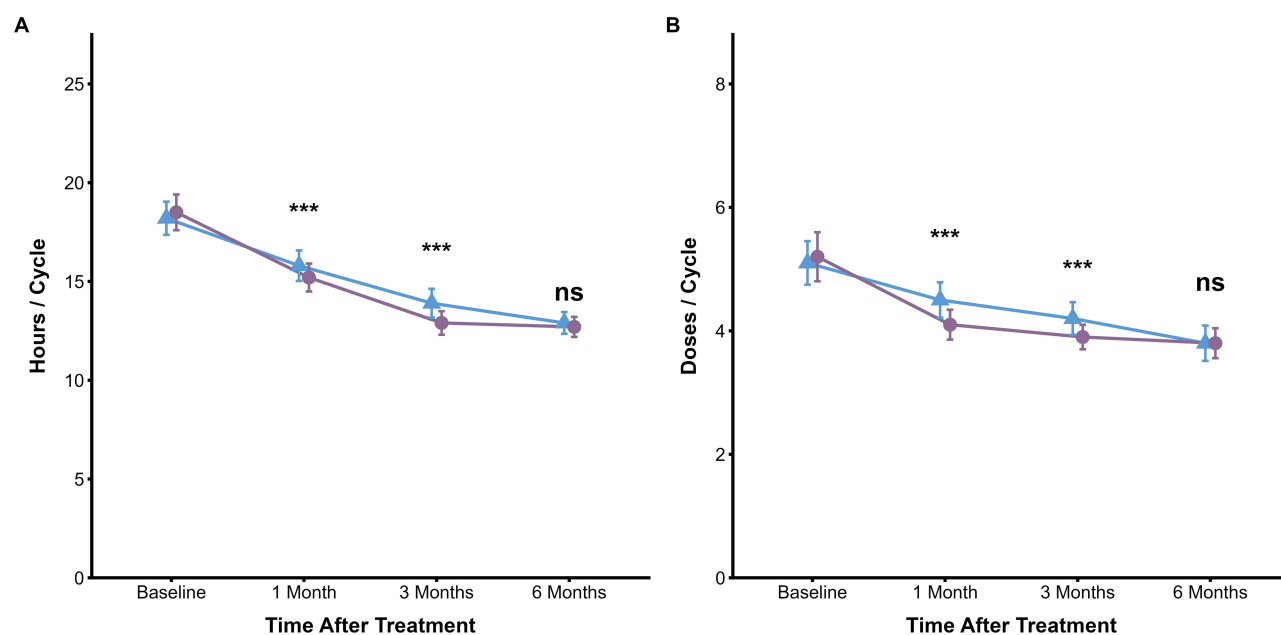 A
Hours / Cycle
25
20
15
10
5
0
***
***
ns
Baseline
1 Month
3 Months
6 Months
Time After Treatment
B
Doses / Cycle
8
6
4
2
0
***
***
ns
Baseline
1 Month
3 Months
6 Months
Time After Treatment